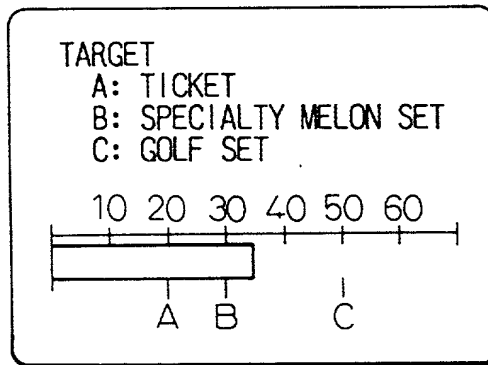 TARGET
A: TICKET
B: SPECIALTY MELON SET
C: GOLF SET
10 20 30 40 50 60
A B C